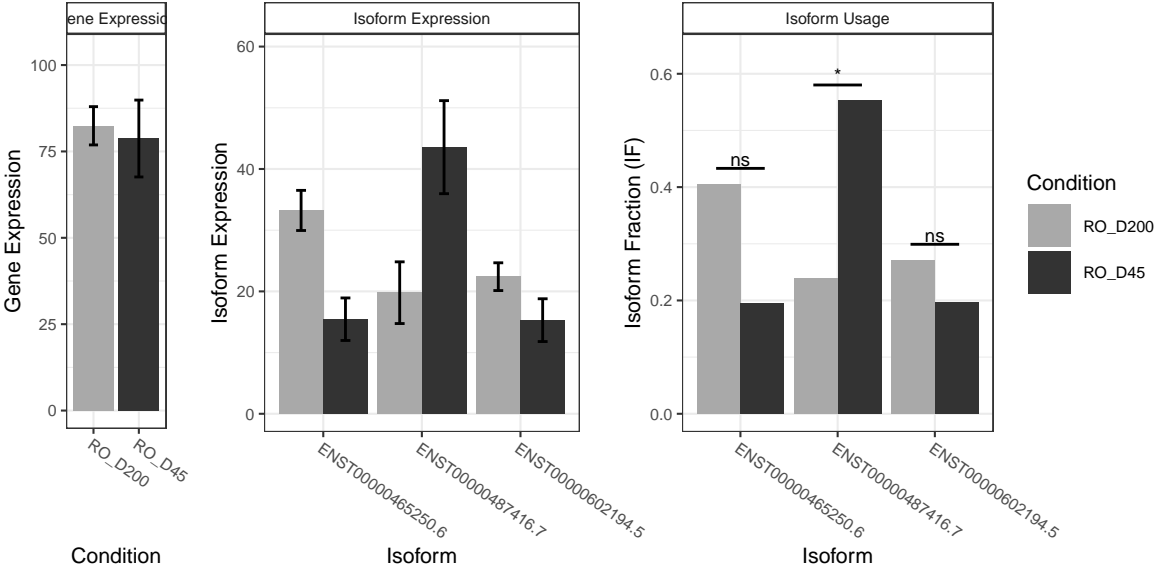 ene Expressio
Gene Expression
100
75
50
25
0
RO_D200
RO_D45
Condition
Isoform Expression
Isoform Expression
60
40
20
0
ENST00000465250.6
ENST00000487416.7
ENST00000602194.5
Isoform
Isoform Usage
Isoform Fraction (IF)
0.6
0.4
0.2
0.0
ns
*
ns
ENST00000465250.6
ENST00000487416.7
ENST00000602194.5
Isoform
Condition
RO_D200
RO_D45